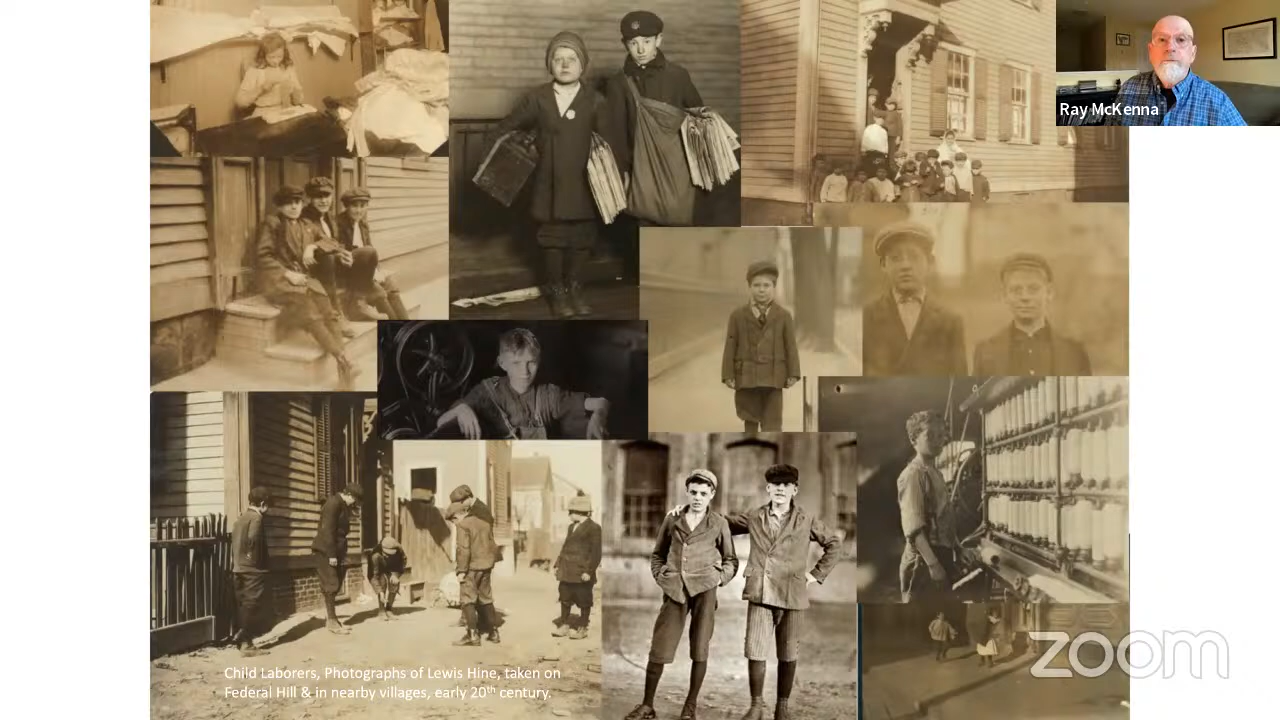 Ray McKenna
Child Laborers, Photographs of Lewis Hine, taken on
Federal Hill & in nearby villages, early 20th century.
zoom